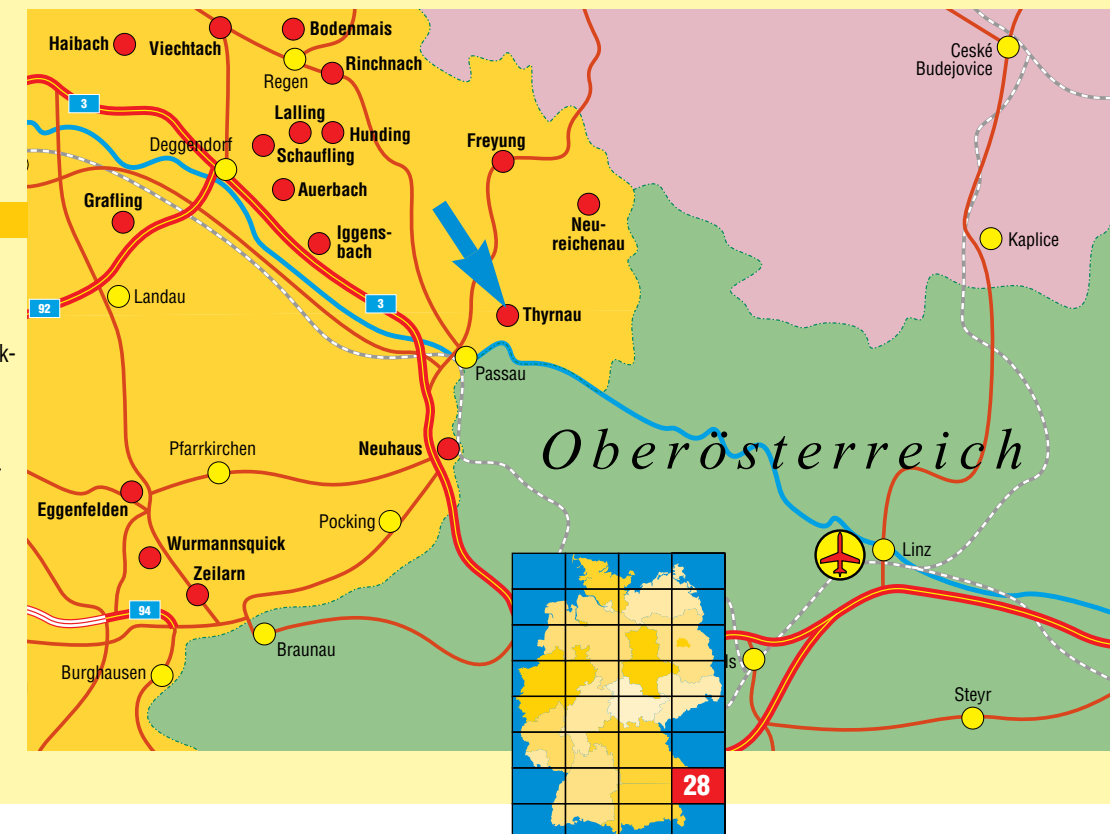 Haibach
Viechtach
Bodenmais
Regen
Rinchnach
Ceské
Budejovice
3
Lalling
Hunding
Deggendorf
Schaufling
Freyung
Auerbach
Grafling
Neu-
reichenau
Iggens-
bach
Kaplice
92
Landau
3
Thyrnau
k-
Passau
Oberösterreich
Pfarrkirchen
Neuhaus
Eggenfelden
Pocking
Wurmannsquick
Linz
Zeilarn
94
Braunau
ls
Burghausen
Steyr
28